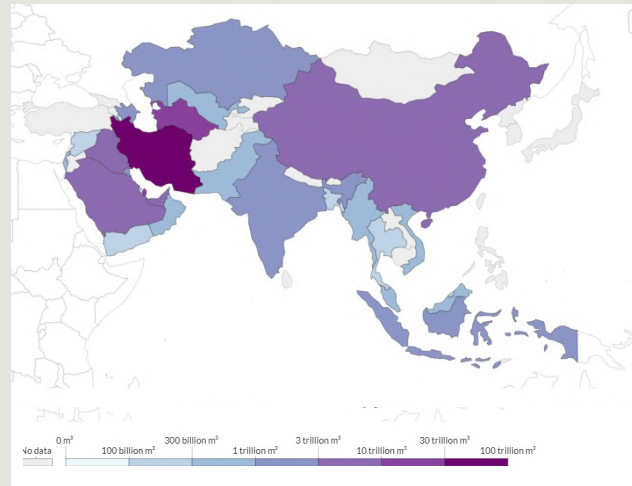 No data
0 m³
100 billion m³
300 billion m³
1 trillion m³
3 trillion m³
10 trillion m³
30 trillion m³
100 trillion m³